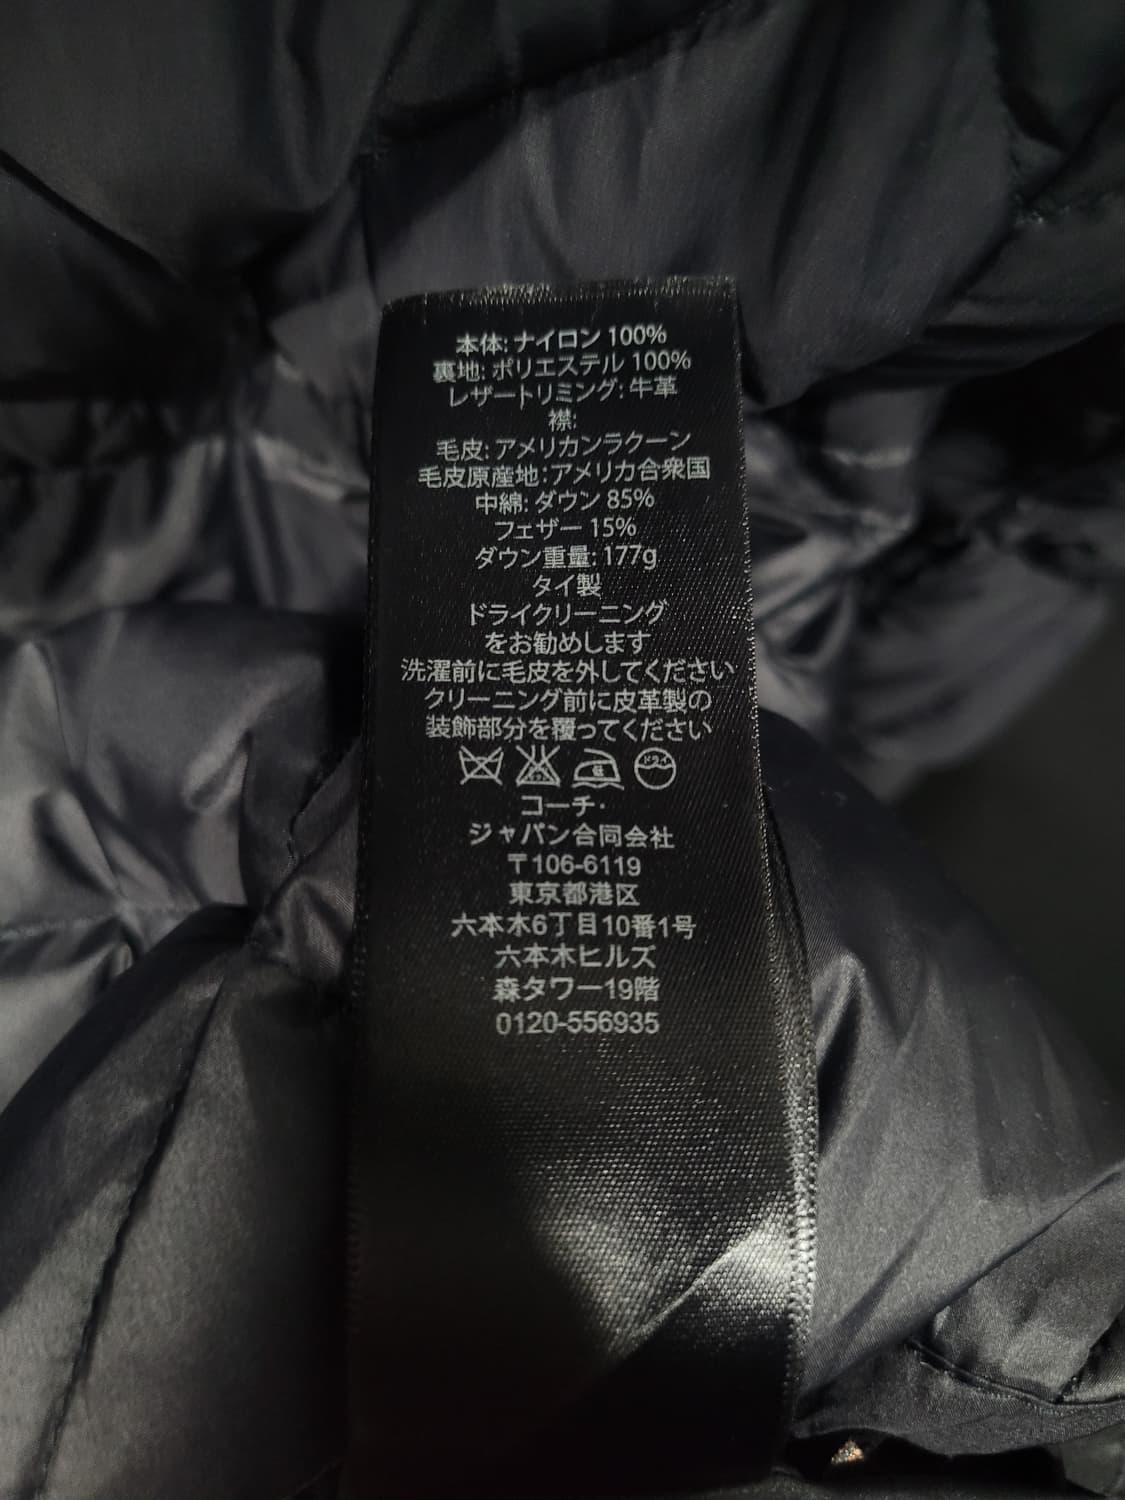 本体: ナイロン 100%
裏地: ポリエステル 100%
レザートリミング: 牛革
襟:
毛皮: アメリカンラクーン
毛皮原産地: アメリカ合衆国
中綿: ダウン 85%
フェザー 15%
ダウン重量: 177g
タイ製
ドライクリーニング
をお勧めします
洗濯前に毛皮を外してください
クリーニング前に皮革製の
装飾部分を覆ってください
ドライ
コーチ・
ジャパン合同会社
〒106-6119
東京都港区
六本木6丁目10番1号
六本木ヒルズ
森タワー19階
0120-556935